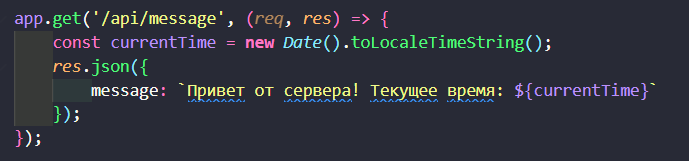 app.get('/api/message', (req, res) => {
    const currentTime = new Date().toLocaleTimeString();
    res.json({
        message: `Привет от сервера! Текущее время: ${currentTime}`
    });
});